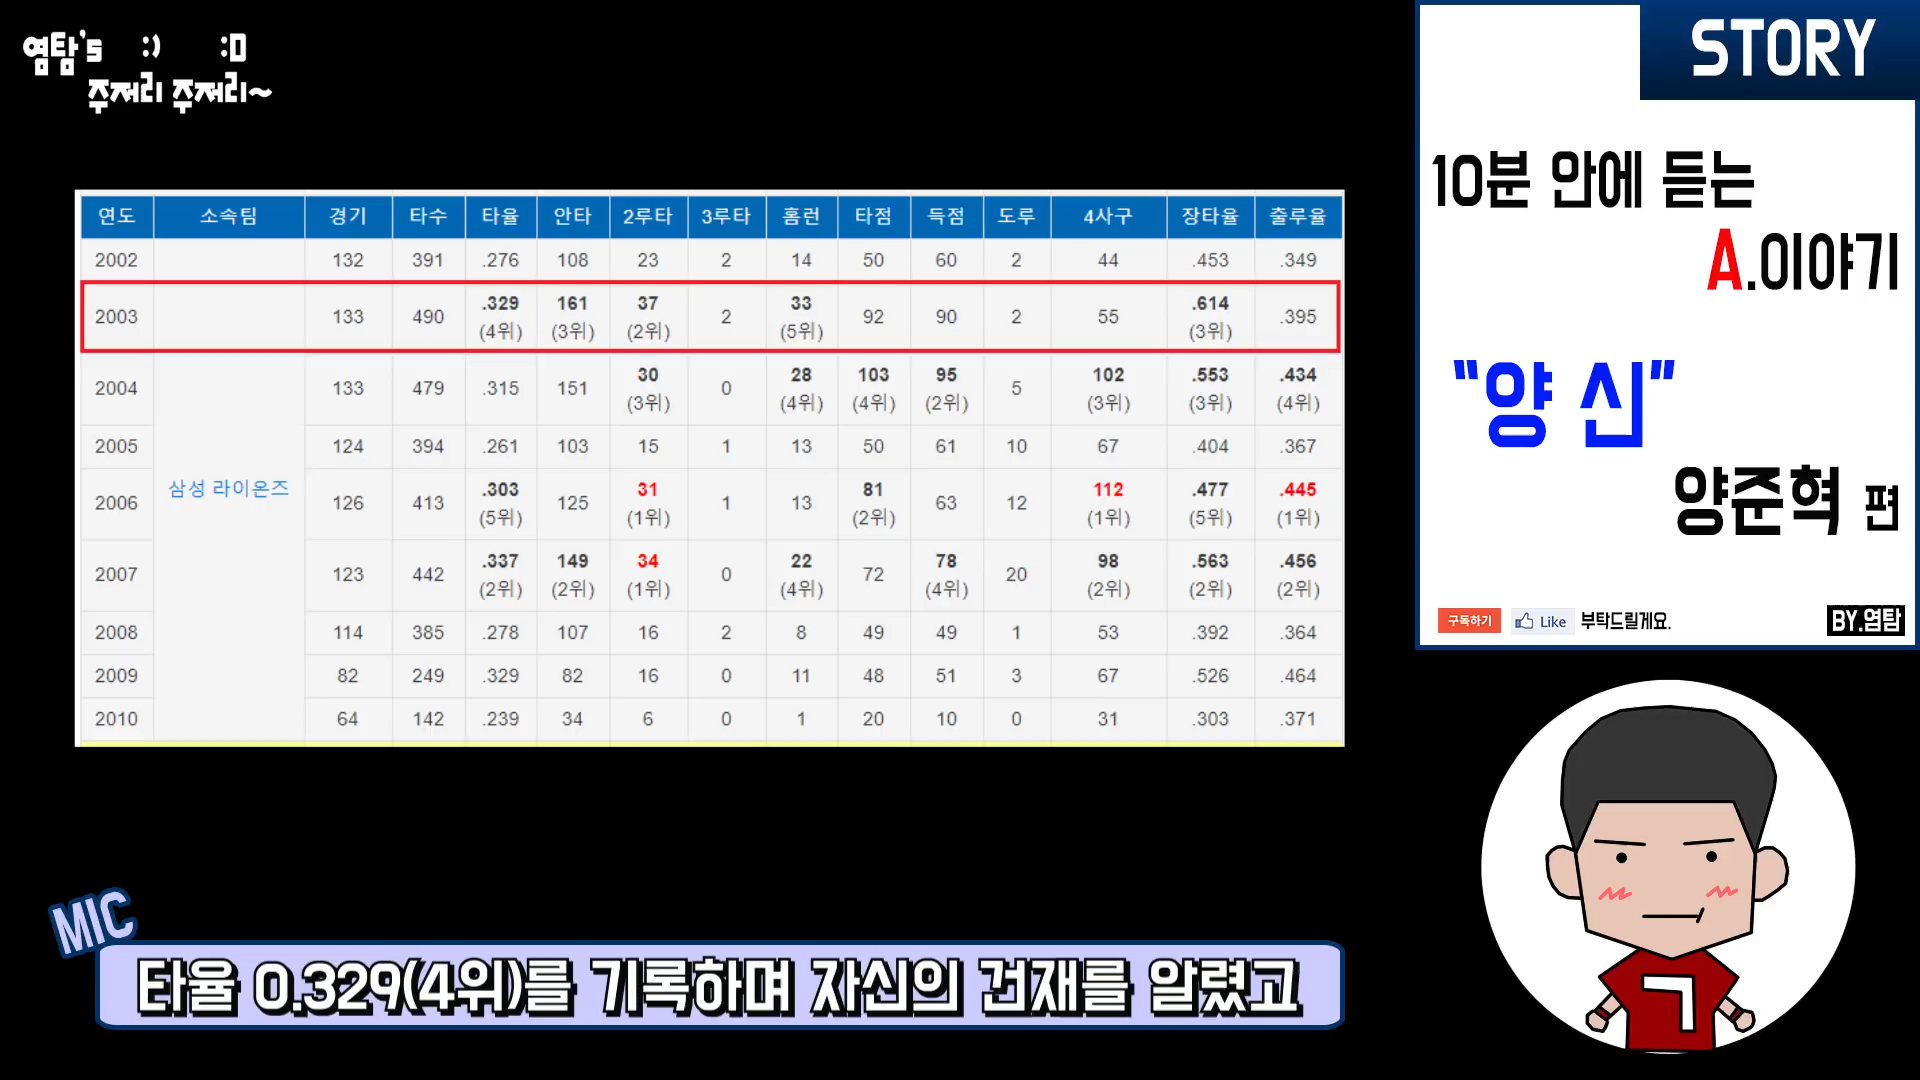 염탐's :) :D
주저리 주저리~
STORY
10분 안에 듣는
A.이야기
"양 신"
양준혁 편
구독하기 Like 부탁드릴게요. BY.염탐
연도 소속팀 경기 타수 타율 안타 2루타 3루타 홈런 타점 득점 도루 4사구 장타율 출루율
2002 132 391 .276 108 23 2 14 50 60 2 44 .453 .349
2003 133 490 .329 (4위) 161 (3위) 37 (2위) 2 33 (5위) 92 90 2 55 .614 (3위) .395
2004 133 479 .315 151 30 (3위) 0 28 (4위) 103 (4위) 95 (2위) 5 102 (3위) .553 (3위) .434 (4위)
2005 124 394 .261 103 15 1 13 50 61 10 67 .404 .367
삼성 라이온즈
2006 126 413 .303 (5위) 125 31 (1위) 1 13 81 (2위) 63 12 112 (1위) .477 (5위) .445 (1위)
2007 123 442 .337 (2위) 149 (2위) 34 (1위) 0 22 (4위) 72 78 (4위) 20 98 (2위) .563 (2위) .456 (2위)
2008 114 385 .278 107 16 2 8 49 49 1 53 .392 .364
2009 82 249 .329 82 16 0 11 48 51 3 67 .526 .464
2010 64 142 .239 34 6 0 1 20 10 0 31 .303 .371
MIC
타율 0.329(4위)를 기록하며 자신의 건재를 알렸고
ㄱ